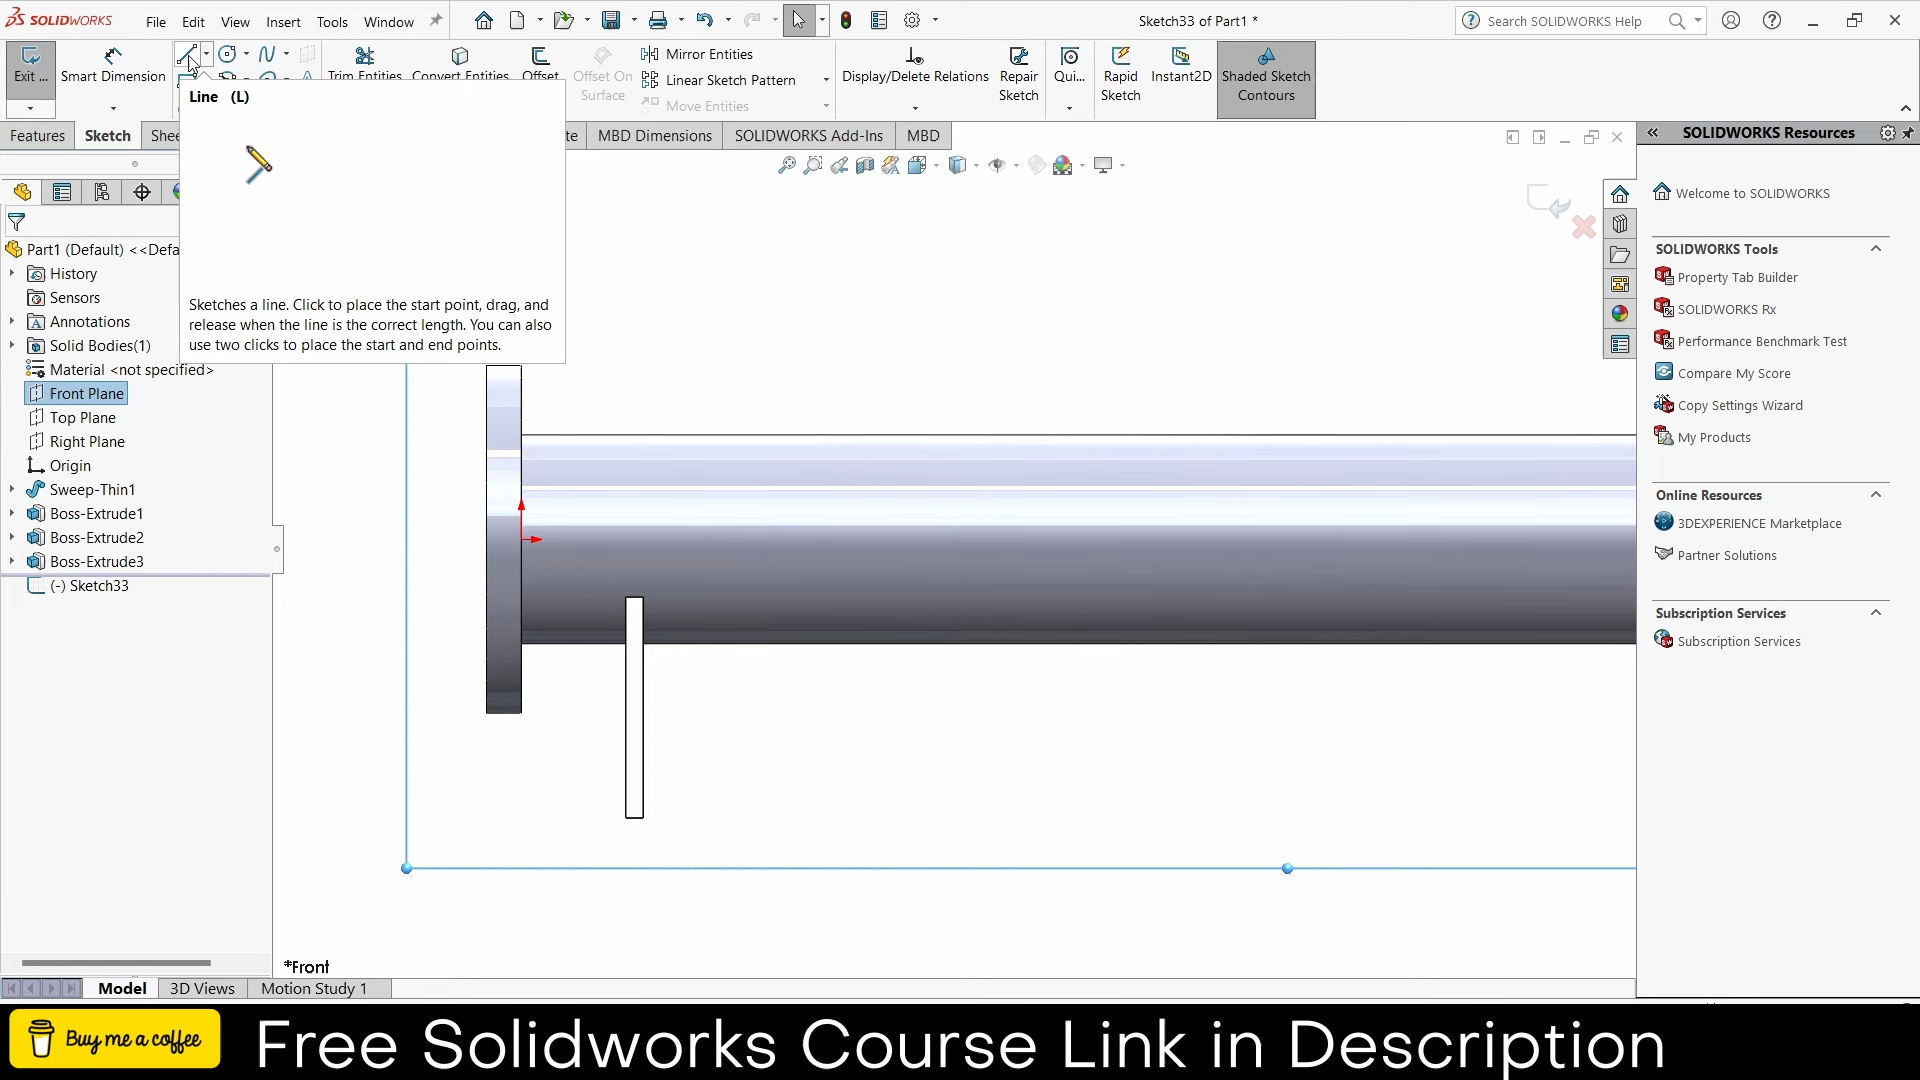 SOLIDWORKS File Edit View Insert Tools Window Sketch33 of Part1 * Search SOLIDWORKS Help
Exit ... Smart Dimension Trim Entities Convert Entities Offset Offset On Surface Mirror Entities Linear Sketch Pattern Move Entities Display/Delete Relations Repair Sketch Qui... Rapid Sketch Instant2D Shaded Sketch Contours
Features Sketch Shee te MBD Dimensions SOLIDWORKS Add-Ins MBD
Line (L)
Sketches a line. Click to place the start point, drag, and
release when the line is the correct length. You can also
use two clicks to place the start and end points.
Part1 (Default) <<Defa
History
Sensors
Annotations
Solid Bodies(1)
Material <not specified>
Front Plane
Top Plane
Right Plane
Origin
Sweep-Thin1
Boss-Extrude1
Boss-Extrude2
Boss-Extrude3
(-) Sketch33
*Front
Model 3D Views Motion Study 1
SOLIDWORKS Resources
Welcome to SOLIDWORKS
SOLIDWORKS Tools
Property Tab Builder
SOLIDWORKS Rx
Performance Benchmark Test
Compare My Score
Copy Settings Wizard
My Products
Online Resources
3DEXPERIENCE Marketplace
Partner Solutions
Subscription Services
Subscription Services
Buy me a coffee
Free Solidworks Course Link in Description